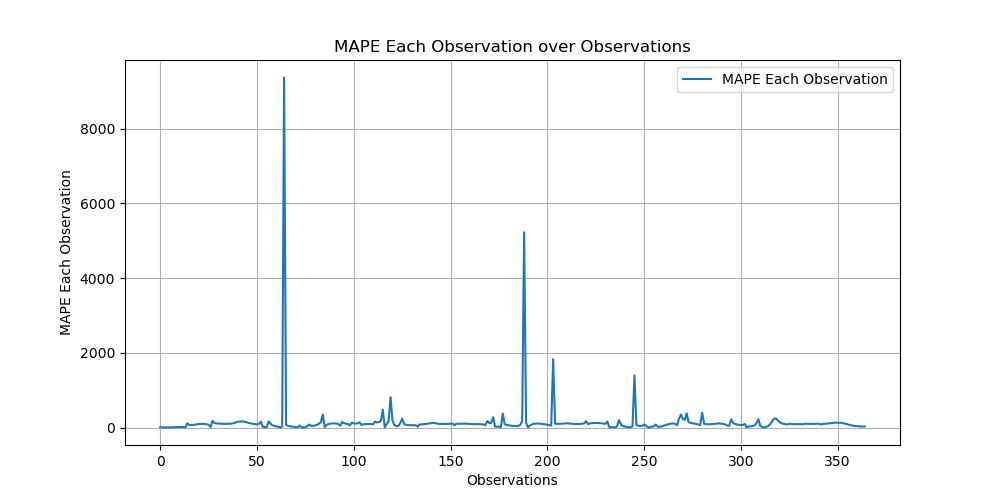 MAPE Each Observation over Observations
MAPE Each Observation
MAPE Each Observation
8000
6000
4000
2000
0
0 50 100 150 200 250 300 350
Observations